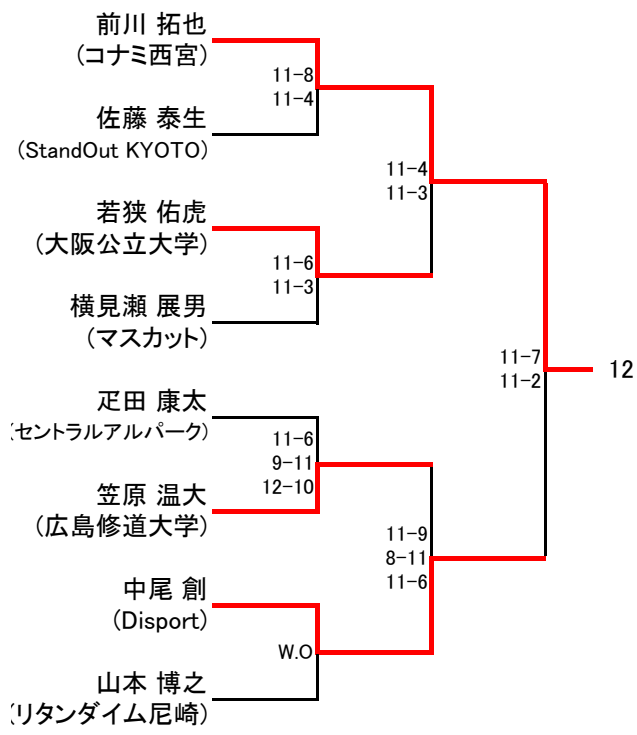 前川 拓也
(コナミ西宮)
11-8
11-4
佐藤 泰生
(StandOut KYOTO)
11-4
11-3
若狭 佑虎
(大阪公立大学)
11-6
11-3
横見瀬 展男
(マスカット)
11-7
11-2
12
疋田 康太
(セントラルアルパーク)
11-6
9-11
12-10
笠原 温大
(広島修道大学)
11-9
8-11
11-6
中尾 創
(Disport)
W.O
山本 博之
(リタンダイム尼崎)